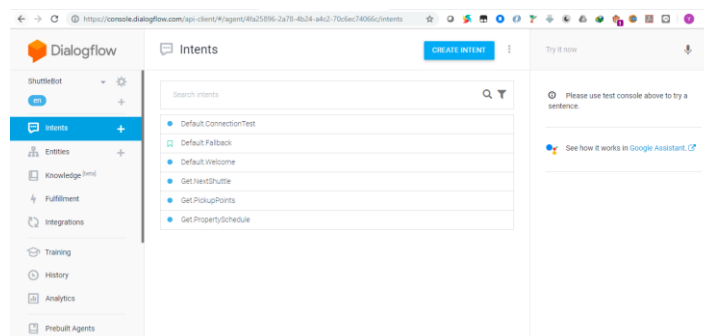 https://console.dialogflow.com/api-client/#/agent/4fa25896-2a78-4b24-a4c2-70c6ec74066c/intents
Dialogflow
Intents
CREATE INTENT
Try it now
ShuttleBot
en
Search intents
Please use test console above to try a
sentence.
Intents
Default.ConnectionTest
Default.Fallback
See how it works in Google Assistant.
Entities
Default.Welcome
Knowledge [beta]
Get.NextShuttle
Fulfillment
Get.PickupPoints
Get.PropertySchedule
Integrations
Training
History
Analytics
Prebuilt Agents